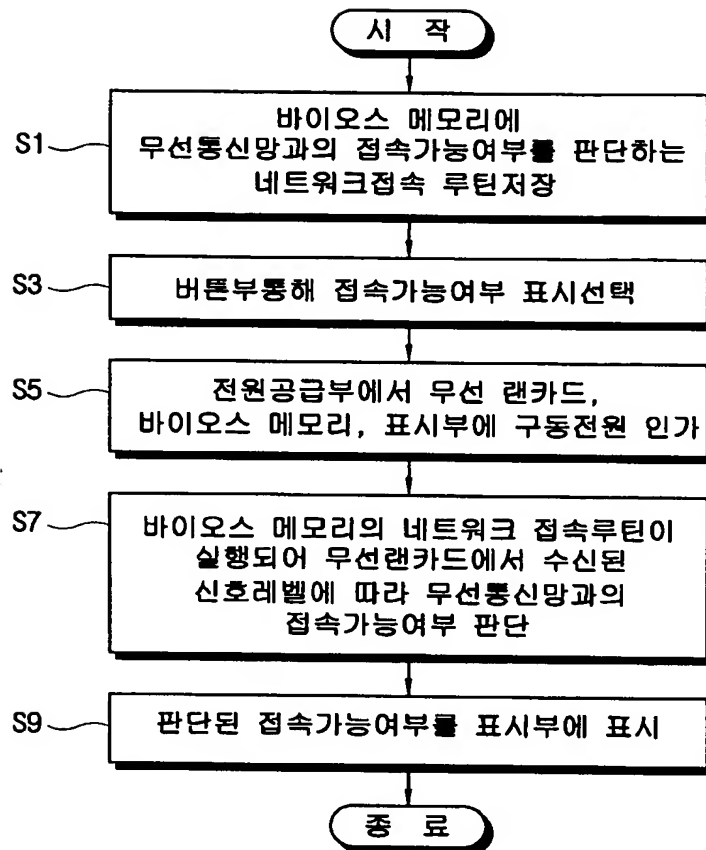 시 작
S1
바이오스 메모리에
무선통신망과의 접속가능여부를 판단하는
네트워크접속 루틴저장
S3
버튼부통해 접속가능여부 표시선택
S5
전원공급부에서 무선 랜카드,
바이오스 메모리, 표시부에 구동전원 인가
S7
바이오스 메모리의 네트워크 접속루틴이
실행되어 무선랜카드에서 수신된
신호레벨에 따라 무선통신망과의
접속가능여부 판단
S9
판단된 접속가능여부를 표시부에 표시
종 료